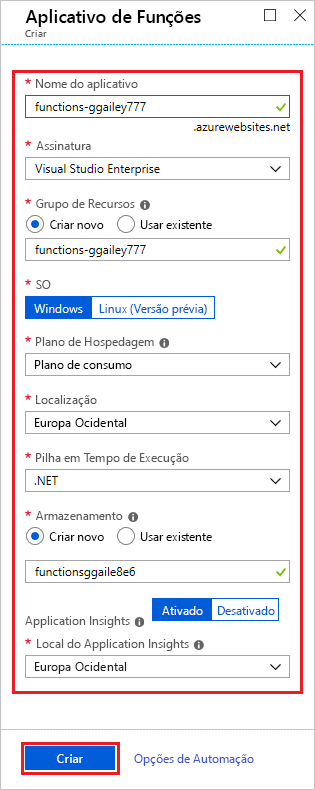 Aplicativo de Funções
Criar
* Nome do aplicativo
functions-ggailey777
.azurewebsites.net
* Assinatura
Visual Studio Enterprise
* Grupo de Recursos
Criar novo Usar existente
functions-ggailey777
* SO
Windows Linux (Versão prévia)
* Plano de Hospedagem
Plano de consumo
* Localização
Europa Ocidental
* Pilha em Tempo de Execução
.NET
* Armazenamento
Criar novo Usar existente
functionsggaile8e6
Application Insights Ativado Desativado
* Local do Application Insights
Europa Ocidental
Criar Opções de Automação